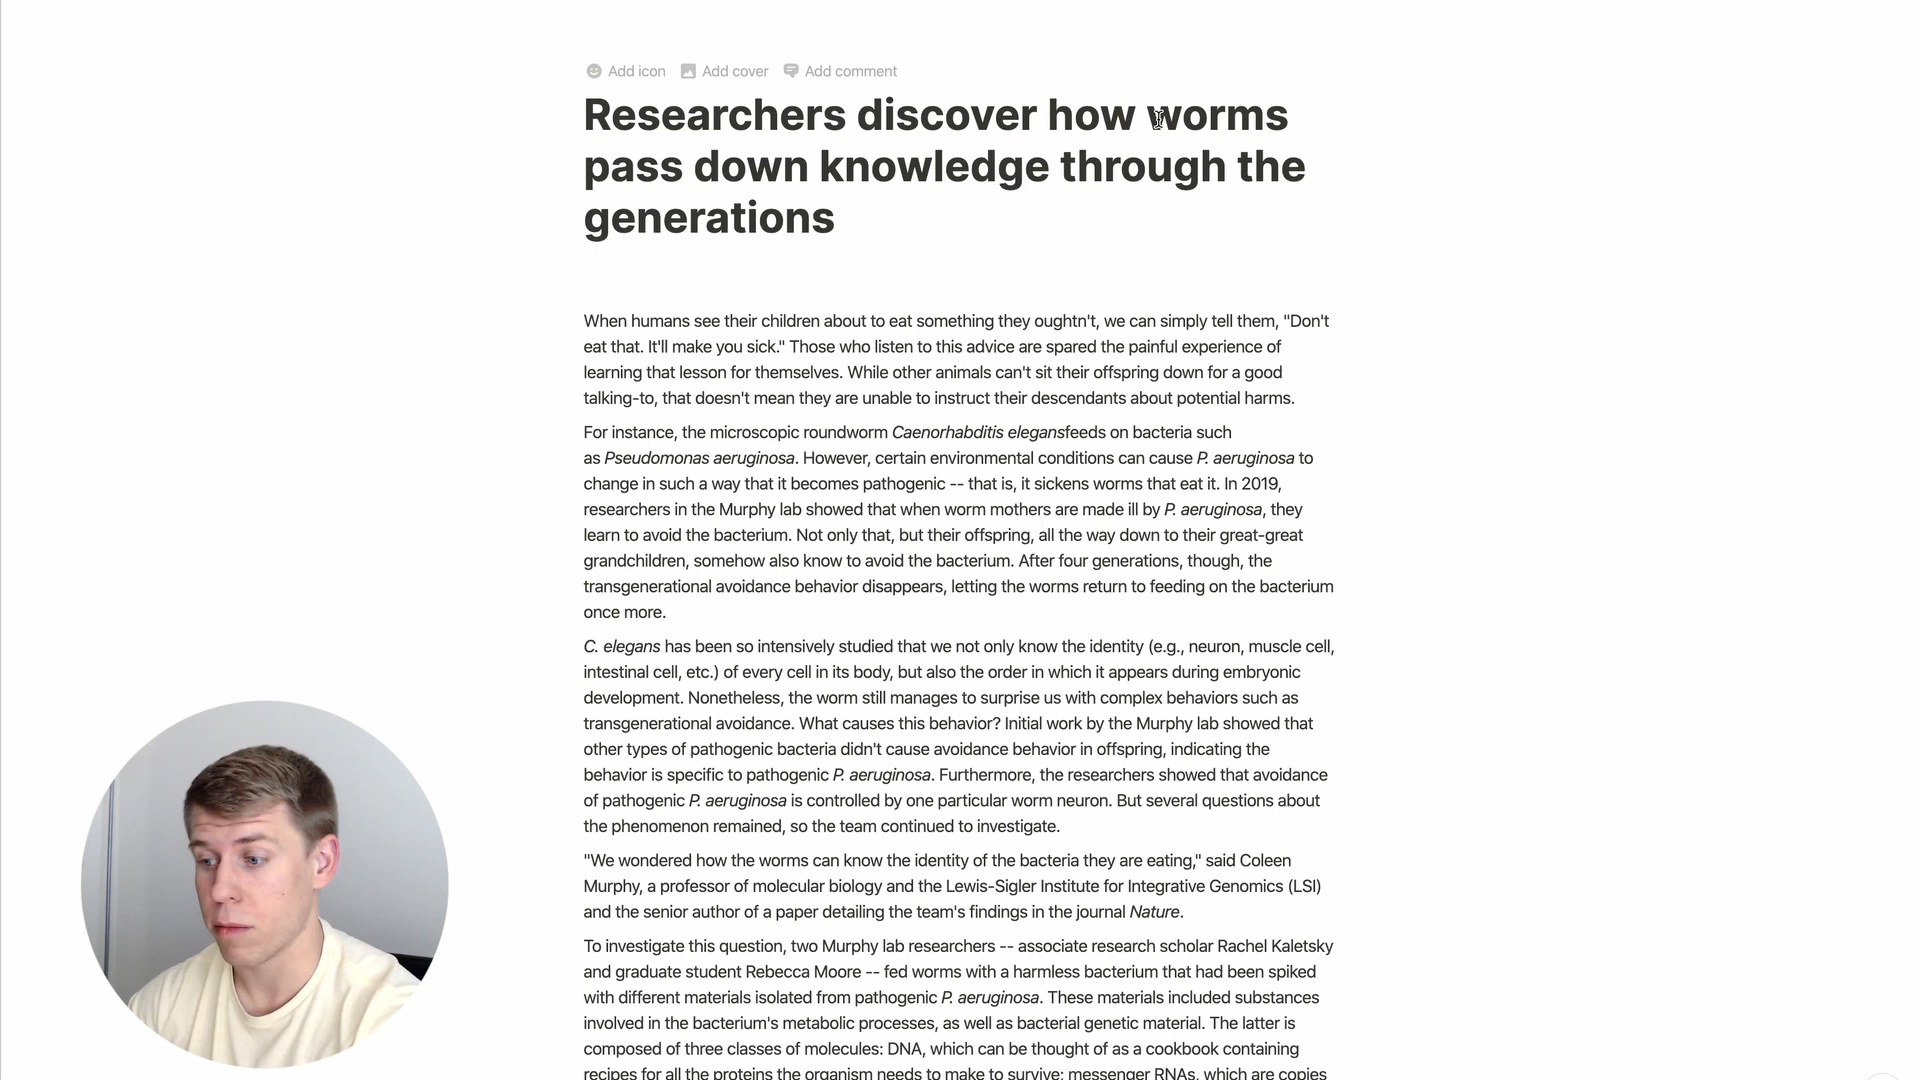 Add icon Add cover Add comment
Researchers discover how worms
pass down knowledge through the
generations
When humans see their children about to eat something they oughtn't, we can simply tell them, "Don't
eat that. It'll make you sick." Those who listen to this advice are spared the painful experience of
learning that lesson for themselves. While other animals can't sit their offspring down for a good
talking-to, that doesn't mean they are unable to instruct their descendants about potential harms.
For instance, the microscopic roundworm Caenorhabditis elegansfeeds on bacteria such
as Pseudomonas aeruginosa. However, certain environmental conditions can cause P. aeruginosa to
change in such a way that it becomes pathogenic -- that is, it sickens worms that eat it. In 2019,
researchers in the Murphy lab showed that when worm mothers are made ill by P. aeruginosa, they
learn to avoid the bacterium. Not only that, but their offspring, all the way down to their great-great
grandchildren, somehow also know to avoid the bacterium. After four generations, though, the
transgenerational avoidance behavior disappears, letting the worms return to feeding on the bacterium
once more.
C. elegans has been so intensively studied that we not only know the identity (e.g., neuron, muscle cell,
intestinal cell, etc.) of every cell in its body, but also the order in which it appears during embryonic
development. Nonetheless, the worm still manages to surprise us with complex behaviors such as
transgenerational avoidance. What causes this behavior? Initial work by the Murphy lab showed that
other types of pathogenic bacteria didn't cause avoidance behavior in offspring, indicating the
behavior is specific to pathogenic P. aeruginosa. Furthermore, the researchers showed that avoidance
of pathogenic P. aeruginosa is controlled by one particular worm neuron. But several questions about
the phenomenon remained, so the team continued to investigate.
"We wondered how the worms can know the identity of the bacteria they are eating," said Coleen
Murphy, a professor of molecular biology and the Lewis-Sigler Institute for Integrative Genomics (LSI)
and the senior author of a paper detailing the team's findings in the journal Nature.
To investigate this question, two Murphy lab researchers -- associate research scholar Rachel Kaletsky
and graduate student Rebecca Moore -- fed worms with a harmless bacterium that had been spiked
with different materials isolated from pathogenic P. aeruginosa. These materials included substances
involved in the bacterium's metabolic processes, as well as bacterial genetic material. The latter is
composed of three classes of molecules: DNA, which can be thought of as a cookbook containing
recipes for all the proteins the organism needs to make to survive; messenger RNAs, which are copies